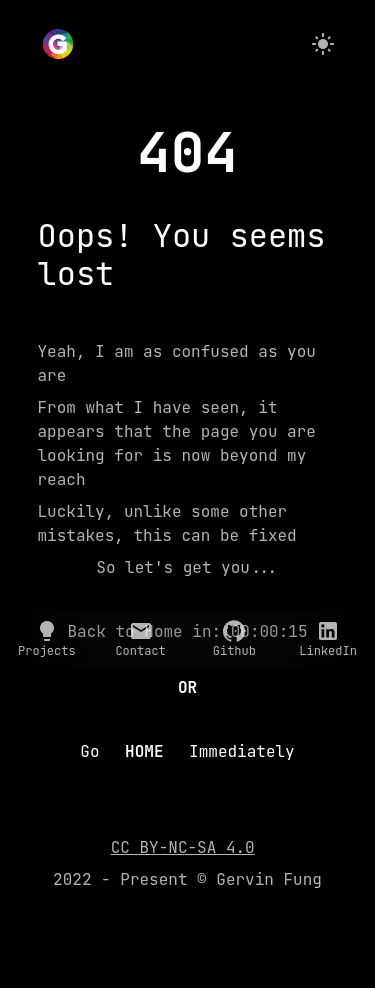 G
404
Oops! You seems
lost
Yeah, I am as confused as you
are
From what I have seen, it
appears that the page you are
looking for is now beyond my
reach
Luckily, unlike some other
mistakes, this can be fixed
So let's get you...
Back to Home in: 00:00:15
Projects Contact Github LinkedIn
OR
Go HOME Immediately
CC BY-NC-SA 4.0
2022 - Present © Gervin Fung